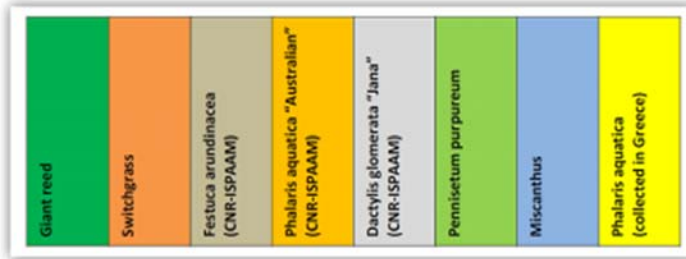 Giant reed
Switchgrass
Festuca arundinacea
(CNR-ISPAAM)
Phalaris aquatica "Australian"
(CNR-ISPAAM)
Dactylis glomerata "Jana"
(CNR-ISPAAM)
Pennisetum purpureum
Miscanthus
Phalaris aquatica
(collected in Greece)